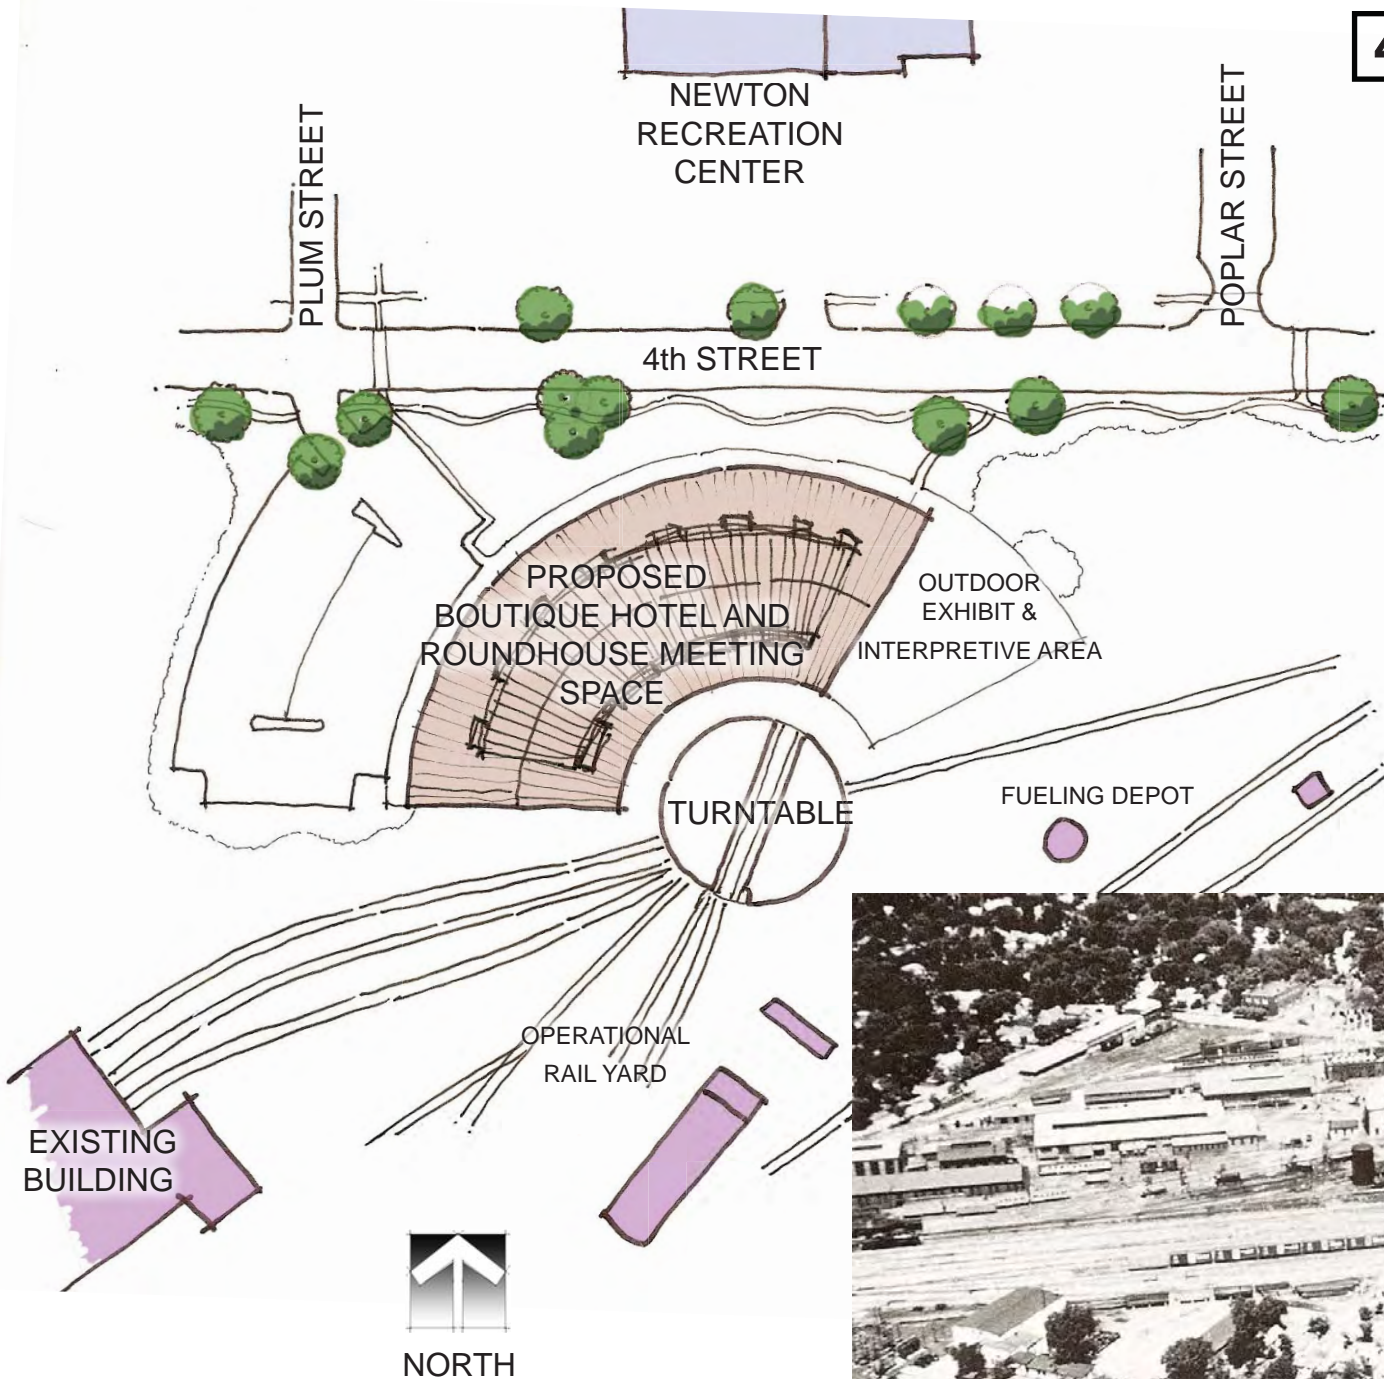 4
NEWTON
RECREATION
CENTER
PLUM STREET
POPLAR STREET
4th STREET
PROPOSED
BOUTIQUE HOTEL AND
ROUNDHOUSE MEETING
SPACE
OUTDOOR
EXHIBIT &
INTERPRETIVE AREA
TURNTABLE
FUELING DEPOT
OPERATIONAL
RAIL YARD
EXISTING
BUILDING
NORTH